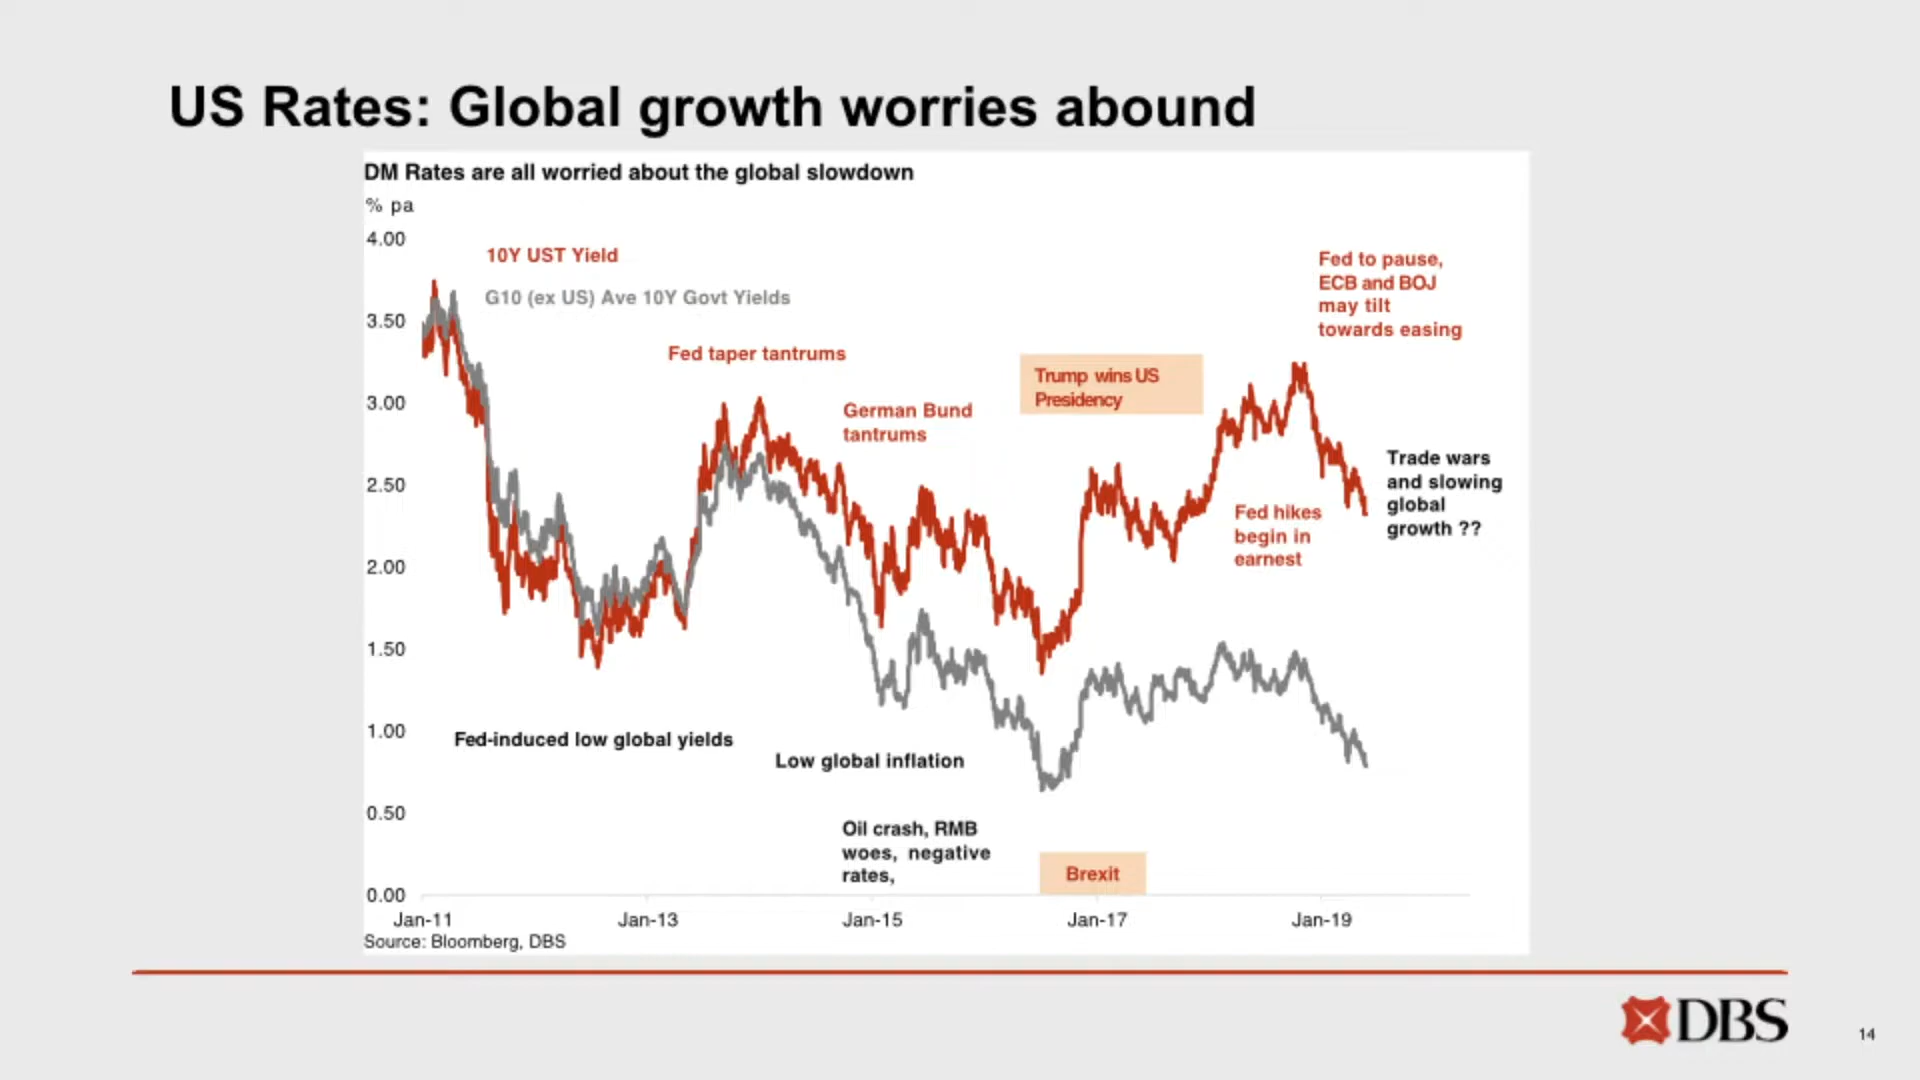 US Rates: Global growth worries abound
DM Rates are all worried about the global slowdown
% pa
4.00
3.50
3.00
2.50
2.00
1.50
1.00
0.50
0.00
10Y UST Yield
G10 (ex US) Ave 10Y Govt Yields
Fed taper tantrums
German Bund
tantrums
Trump wins US
Presidency
Fed to pause,
ECB and BOJ
may tilt
towards easing
Trade wars
and slowing
global
growth ??
Fed hikes
begin in
earnest
Fed-induced low global yields
Low global inflation
Oil crash, RMB
woes, negative
rates,
Brexit
Jan-11
Jan-13
Jan-15
Jan-17
Jan-19
Source: Bloomberg, DBS
DBS
14